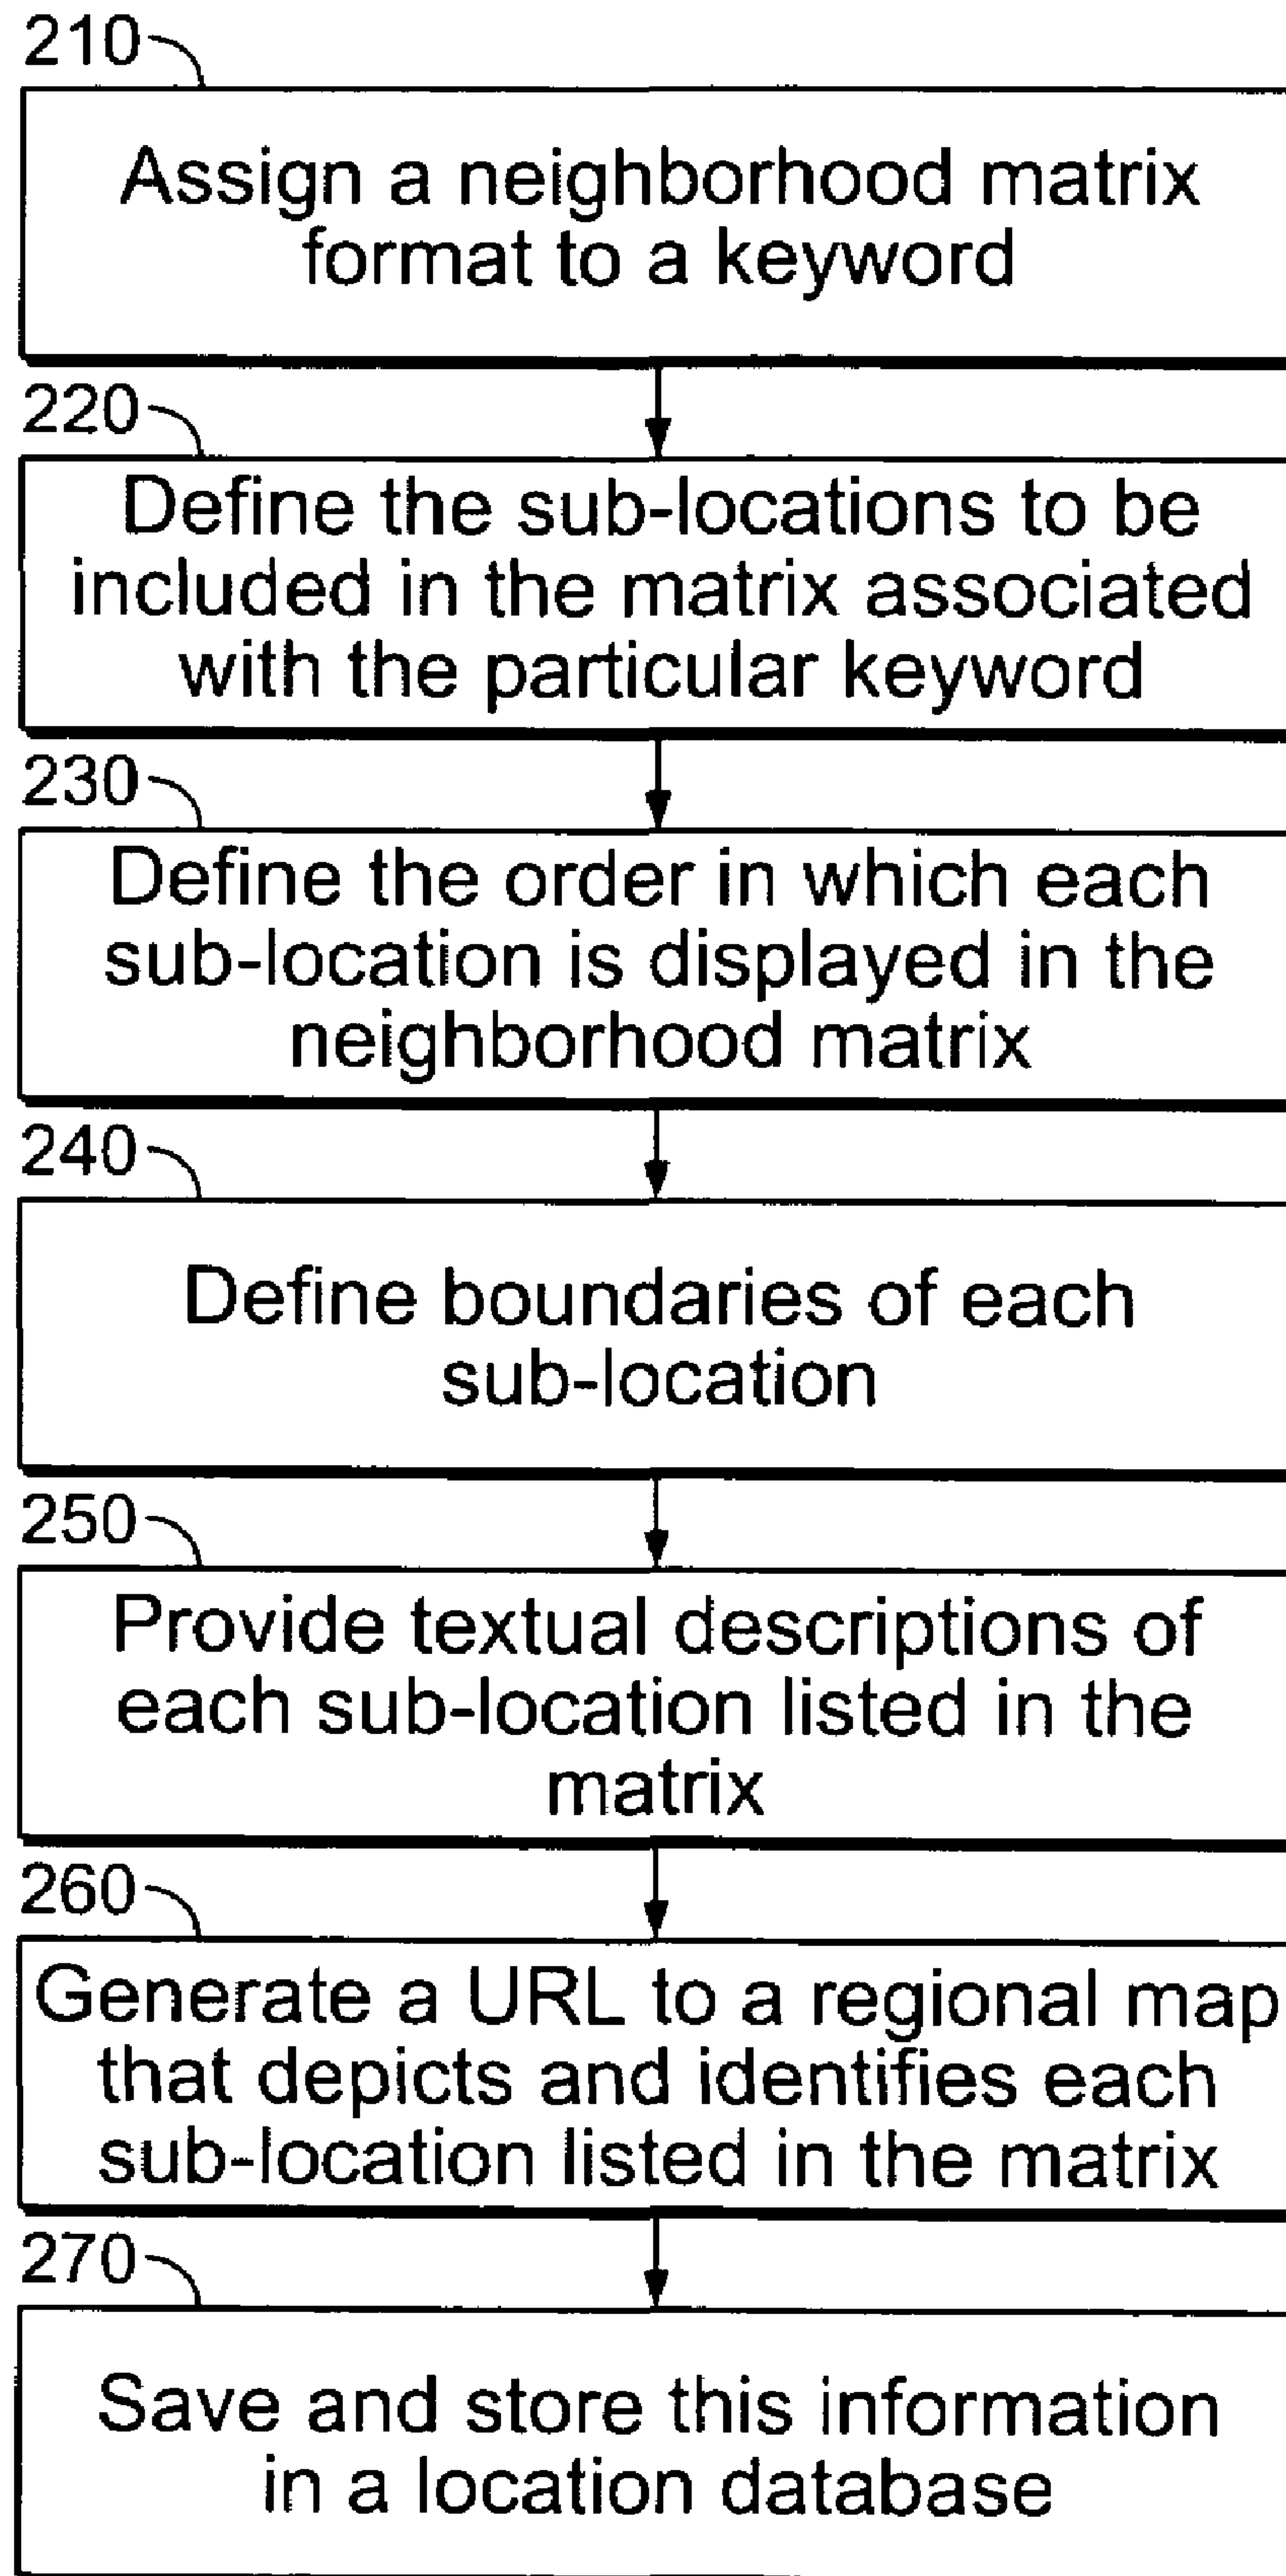 210
Assign a neighborhood matrix
format to a keyword
220
Define the sub-locations to be
included in the matrix associated
with the particular keyword
230
Define the order in which each
sub-location is displayed in the
neighborhood matrix
240
Define boundaries of each
sub-location
250
Provide textual descriptions of
each sub-location listed in the
matrix
260
Generate a URL to a regional map
that depicts and identifies each
sub-location listed in the matrix
270
Save and store this information
in a location database